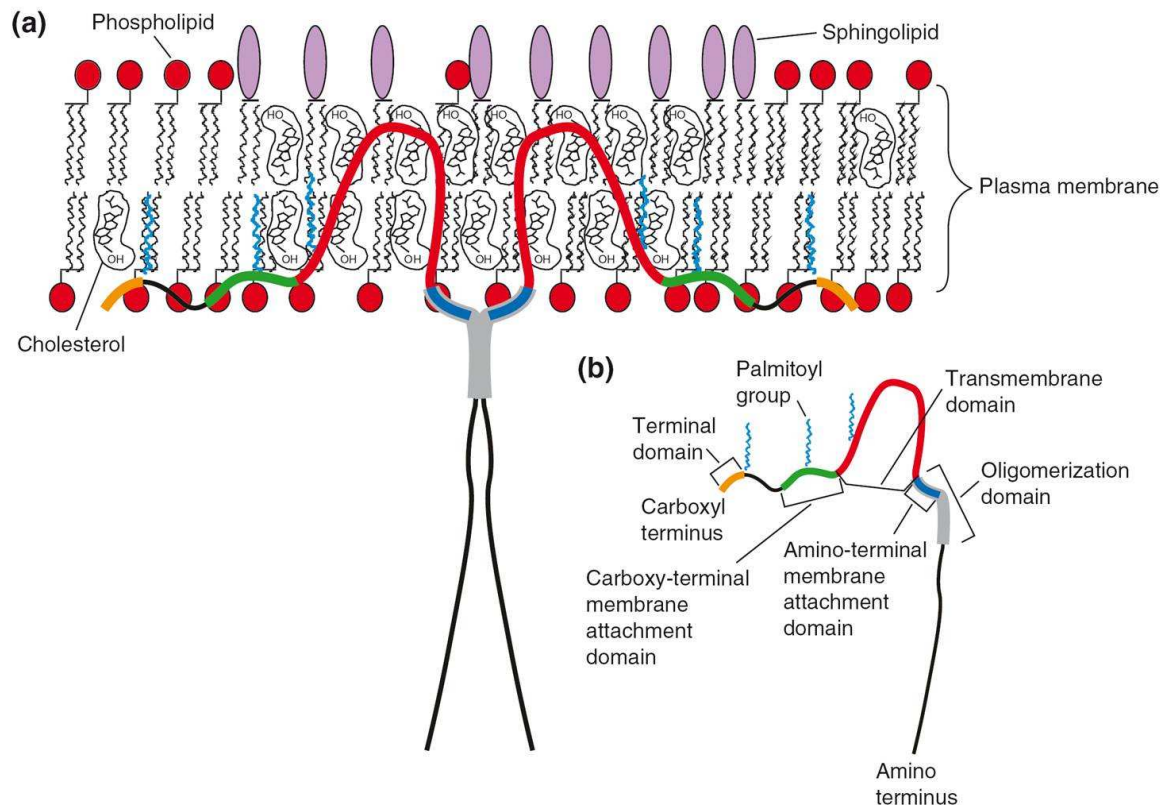 (a)
Phospholipid
Sphingolipid
HO
HO
HO
HO
HO
HO
HO
HO
HO
Plasma membrane
OH
OH
OH
OH
OH
OH
OH
Cholesterol
(b)
Palmitoyl
group
Transmembrane
domain
Terminal
domain
Oligomerization
domain
Carboxyl
terminus
Amino-terminal
membrane
attachment
domain
Carboxy-terminal
membrane
attachment
domain
Amino
terminus